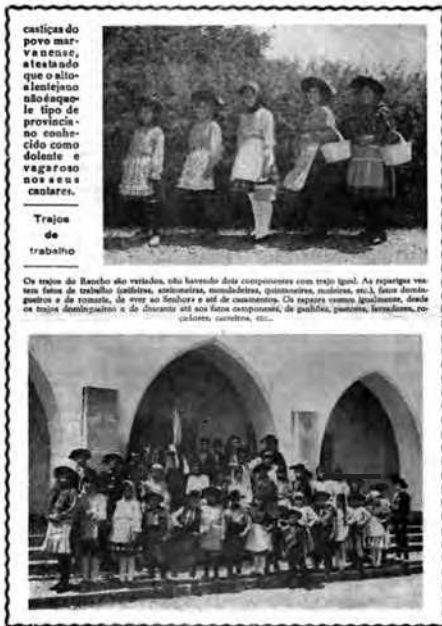 castiças do
povo mar-
vanense,
atestando
que o alto-
alentejano
não é aque-
le tipo de
provincia-
no conhe-
cido como
dolente e
vagaroso
nos seus
cantares.
Trajos
de
trabalho
Os trajos do Rancho são variados, não havendo dois componentes com trajo igual. As raparigas ves-
tem fatos de trabalho (ceifeiras, azeitoneiras, mondadeiras, quinteneiras, moleiras, etc.), fatos domin-
gueiros e de romaria, de «ver ao Senhor» e até de casamentos. Os rapazes usam igualmente, desde
os trajos domingueiros e de descante até aos fatos camponeses, de ganhões, pastores, lavradores, ro-
çadores, carreiros, etc..